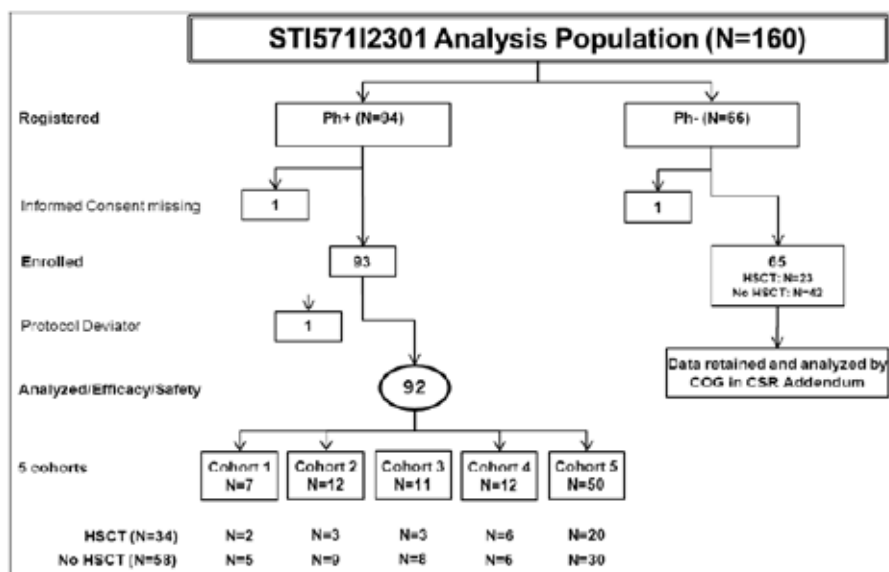 STI571I2301 Analysis Population (N=160)
Registered
Ph+ (N=94)
Ph- (N=66)
Informed Consent missing
1
1
Enrolled
93
65
HSCT: N=23
No HSCT: N=42
Protocol Deviator
1
Data retained and analyzed by
COG in CSR Addendum
Analyzed/Efficacy/Safety
92
5 cohorts
Cohort 1
N=7
Cohort 2
N=12
Cohort 3
N=11
Cohort 4
N=12
Cohort 5
N=50
HSCT (N=34) N=2 N=3 N=3 N=6 N=20
No HSCT (N=58) N=5 N=9 N=8 N=6 N=30